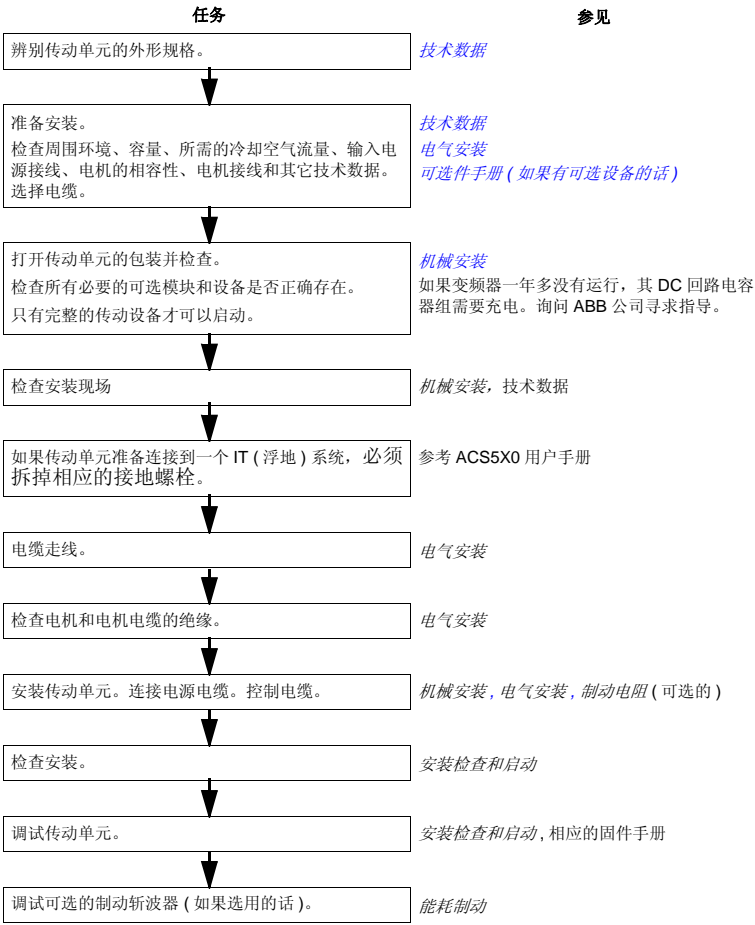 任务
参见
辨别传动单元的外形规格。
技术数据
准备安装。
检查周围环境、容量、所需的冷却空气流量、输入电
源接线、电机的相容性、电机接线和其它技术数据。
选择电缆。
技术数据
电气安装
可选件手册 ( 如果有可选设备的话 )
打开传动单元的包装并检查。
检查所有必要的可选模块和设备是否正确存在。
只有完整的传动设备才可以启动。
机械安装
如果变频器一年多没有运行，其 DC 回路电容
器组需要充电。询问 ABB 公司寻求指导。
检查安装现场
机械安装，技术数据
如果传动单元准备连接到一个 IT ( 浮地 ) 系统，必须
拆掉相应的接地螺栓。
参考 ACS5X0 用户手册
电缆走线。
电气安装
检查电机和电机电缆的绝缘。
电气安装
安装传动单元。连接电源电缆。控制电缆。
机械安装 , 电气安装 , 制动电阻 ( 可选的 )
检查安装。
安装检查和启动
调试传动单元。
安装检查和启动 , 相应的固件手册
调试可选的制动斩波器 ( 如果选用的话 )。
能耗制动